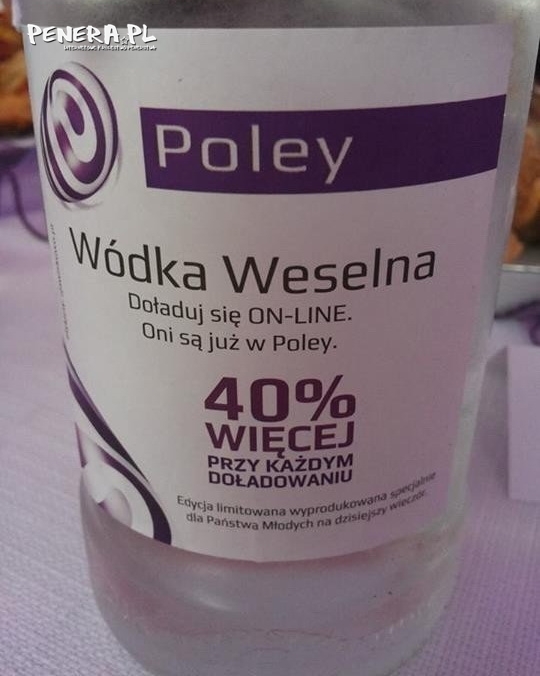 PENERA.PL
Poley
Wódka Weselna
Doładuj się ON-LINE.
Oni są już w Poley.
40%
WIĘCEJ
PRZY KAŻDYM
DOŁADOWANIU
Edycja limitowana wyprodukowana specjalnie
dla Państwa Młodych na dzisiejszy wieczór.